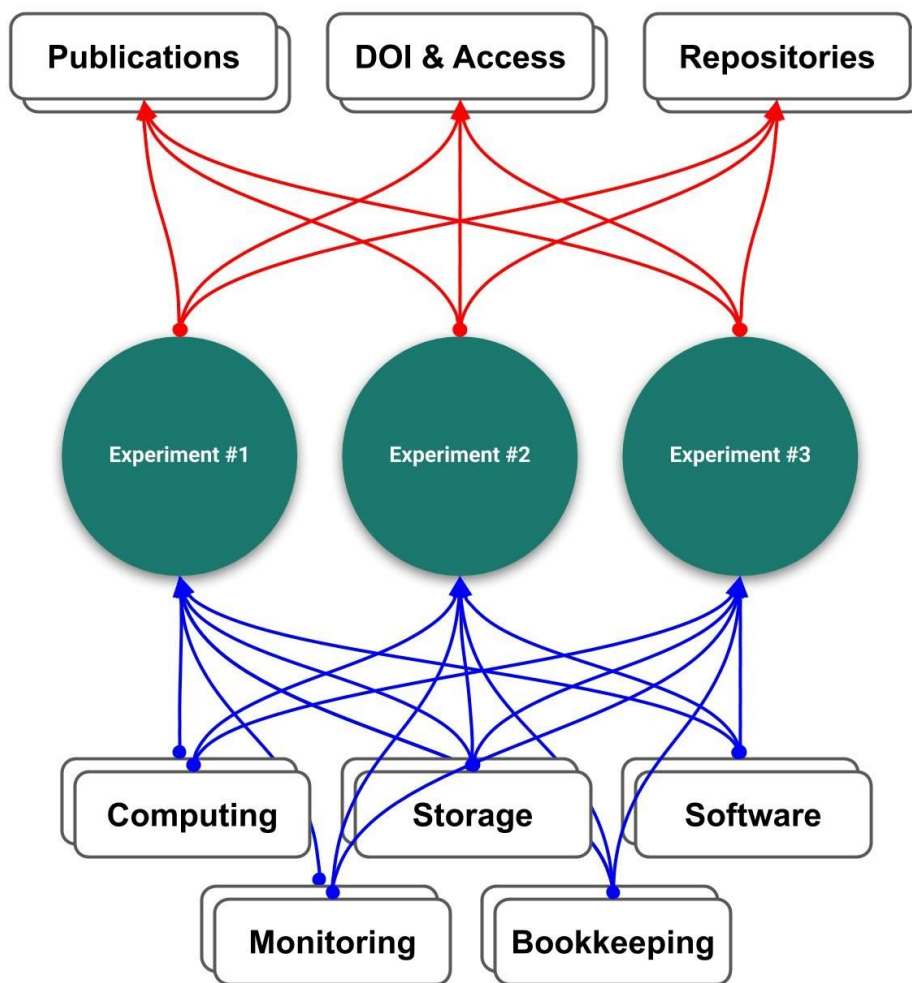 Publications
DOI & Access
Repositories
Experiment #1
Experiment #2
Experiment #3
Computing
Storage
Software
Monitoring
Bookkeeping